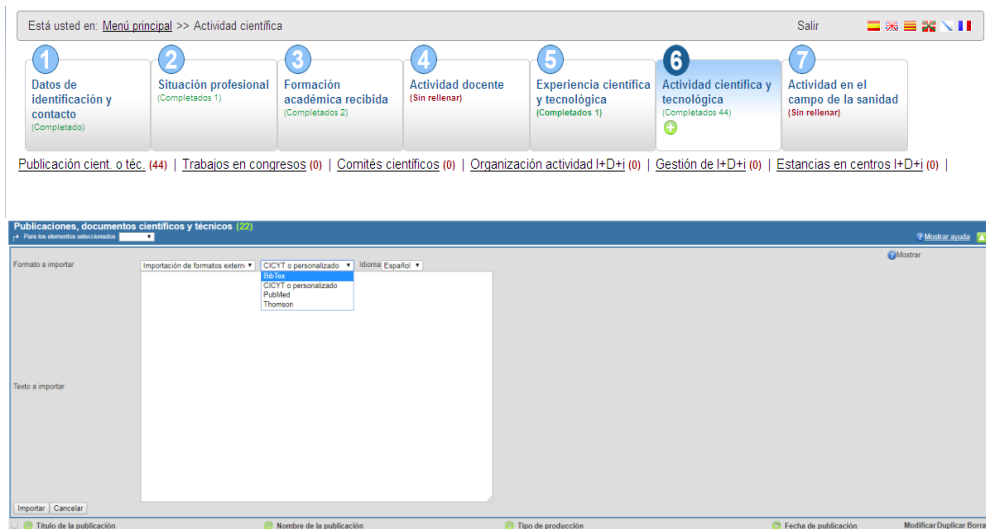 Está usted en: Menú principal >> Actividad científica
Salir
1
Datos de identificación y contacto
(Completado)
2
Situación profesional
(Completados 1)
3
Formación académica recibida
(Completados 2)
4
Actividad docente
(Sin rellenar)
5
Experiencia científica y tecnológica
(Completados 1)
6
Actividad científica y tecnológica
(Completados 44)
7
Actividad en el campo de la sanidad
(Sin rellenar)
Publicación cient. o téc. (44) | Trabajos en congresos (0) | Comités científicos (0) | Organización actividad I+D+i (0) | Gestión de I+D+i (0) | Estancias en centros I+D+i (0) |
Publicaciones, documentos científicos y técnicos (22)
Para los elementos seleccionados
Mostrar ayuda
Mostrar
Formato a importar
Importación de formatos extern
CICYT o personalizado
Idioma Español
BibTex
CICYT o personalizado
PubMed
Thomson
Texto a importar
Importar Cancelar
Título de la publicación Nombre de la publicación Tipo de producción Fecha de publicación Modificar Duplicar Borra